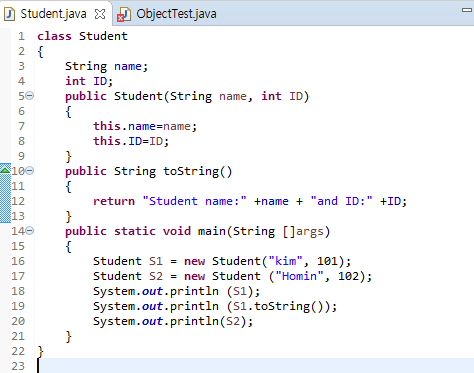 Student.java ObjectTest.java
1 class Student
2 {
3 String name;
4 int ID;
5 public Student(String name, int ID)
6 {
7 this.name=name;
8 this.ID=ID;
9 }
10 public String toString()
11 {
12 return "Student name:" +name + "and ID:" +ID;
13 }
14 public static void main(String []args)
15 {
16 Student S1 = new Student("kim", 101);
17 Student S2 = new Student ("Homin", 102);
18 System.out.println (S1);
19 System.out.println (S1.toString());
20 System.out.println(S2);
21 }
22 }
23